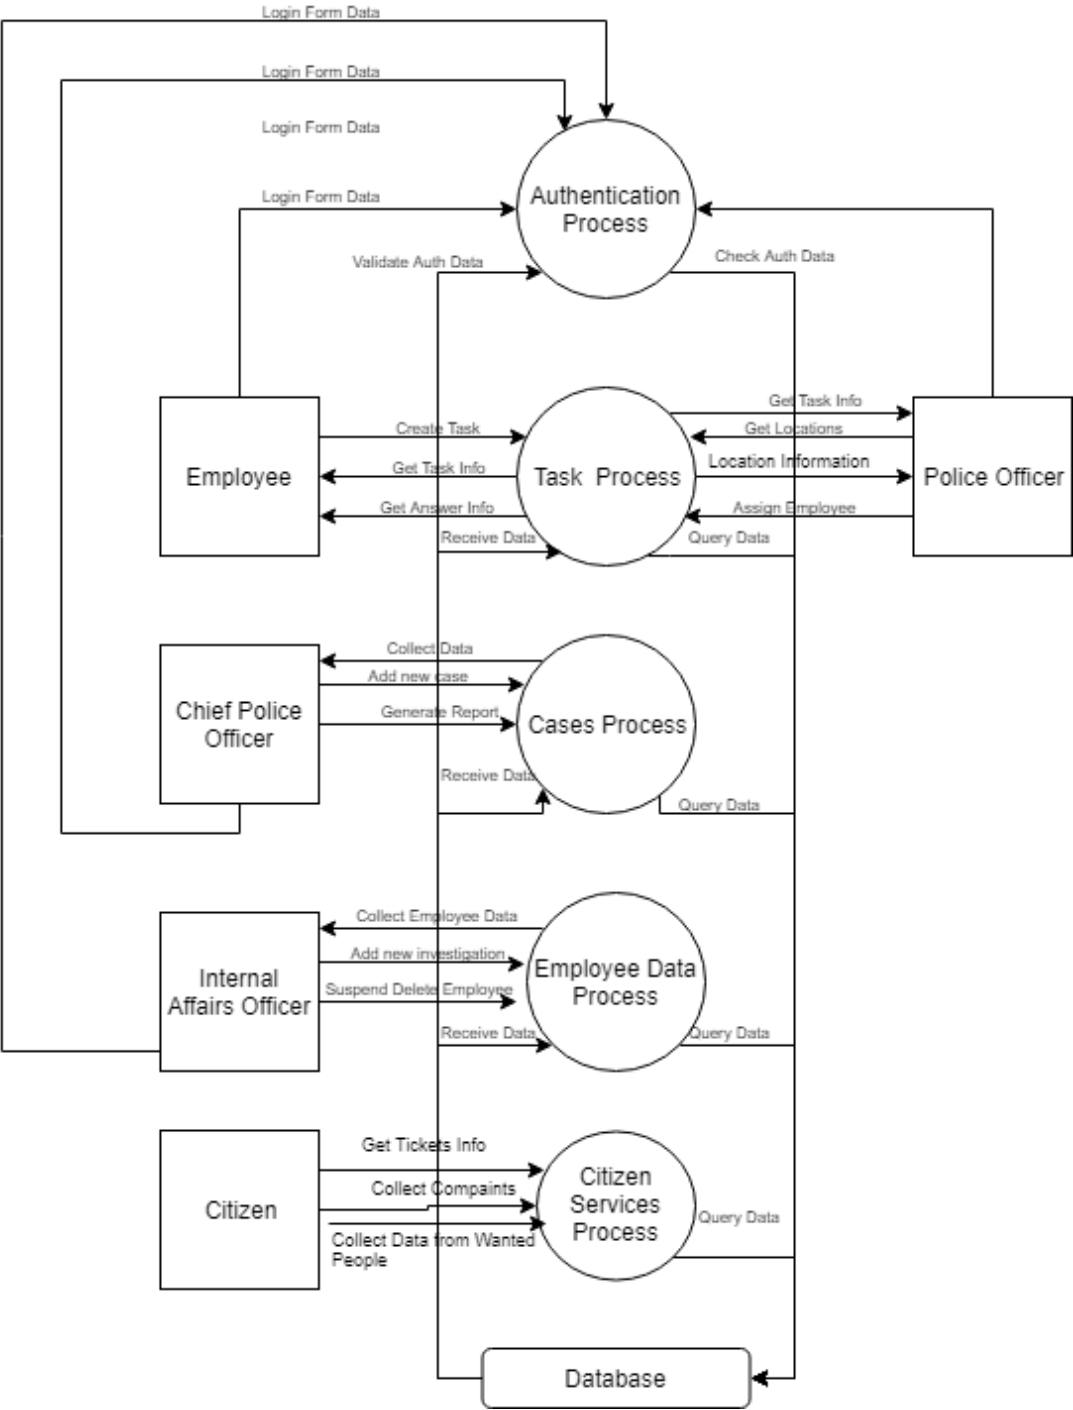 Login Form Data
Login Form Data
Login Form Data
Login Form Data
Authentication
Process
Validate Auth Data
Check Auth Data
Employee
Create Task
Get Task Info
Get Answer Info
Receive Data
Task Process
Get Task Info
Get Locations
Location Information
Assign Employee
Query Data
Police Officer
Chief Police
Officer
Collect Data
Add new case
Generate Report
Receive Data
Cases Process
Query Data
Internal
Affairs Officer
Collect Employee Data
Add new investigation
Suspend Delete Employee
Receive Data
Employee Data
Process
Query Data
Citizen
Get Tickets Info
Collect Compaints
Collect Data from Wanted
People
Citizen
Services
Process
Query Data
Database